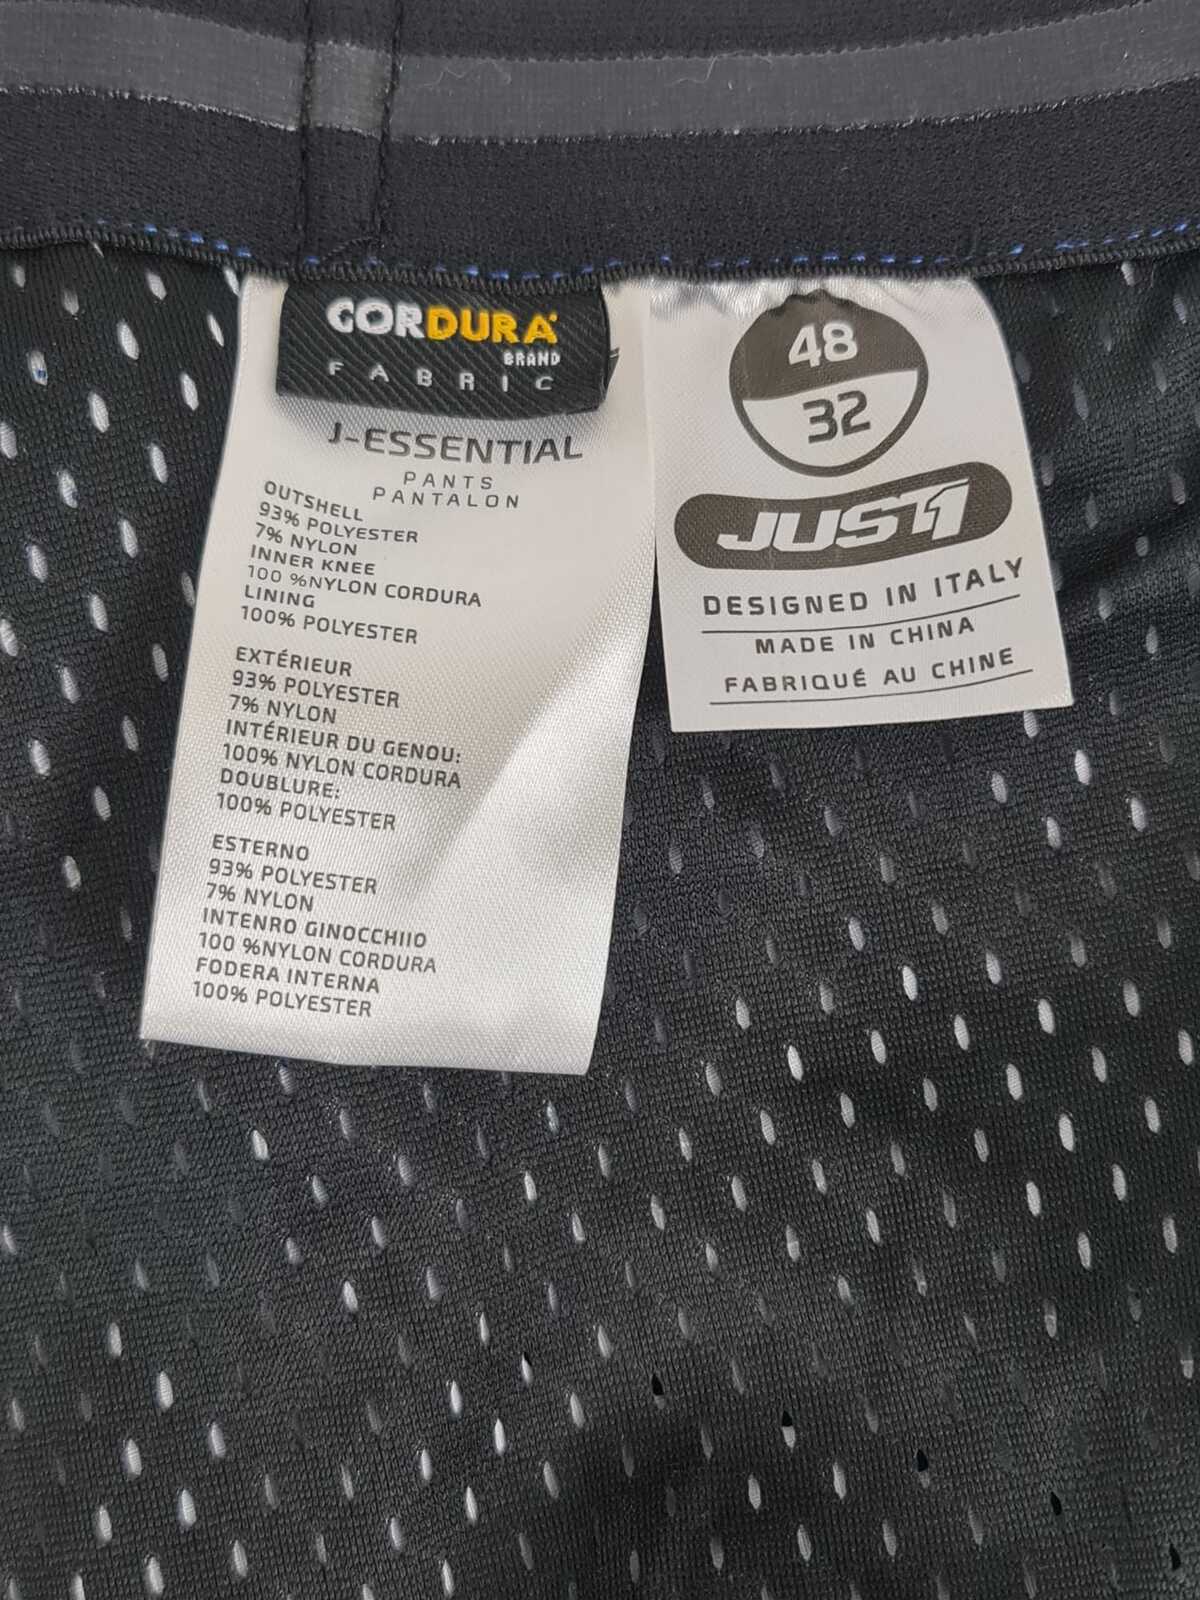 CORDURA
BRAND
FABRIC
J-ESSENTIAL
PANTS
PANTALON
OUTSHELL
93% POLYESTER
7% NYLON
INNER KNEE
100 %NYLON CORDURA
LINING
100% POLYESTER
EXTÉRIEUR
93% POLYESTER
7% NYLON
INTÉRIEUR DU GENOU:
100% NYLON CORDURA
DOUBLURE:
100% POLYESTER
ESTERNO
93% POLYESTER
7% NYLON
INTENRO GINOCCHIIO
100 %NYLON CORDURA
FODERA INTERNA
100% POLYESTER
48
32
JUST1
DESIGNED IN ITALY
MADE IN CHINA
FABRIQUÉ AU CHINE